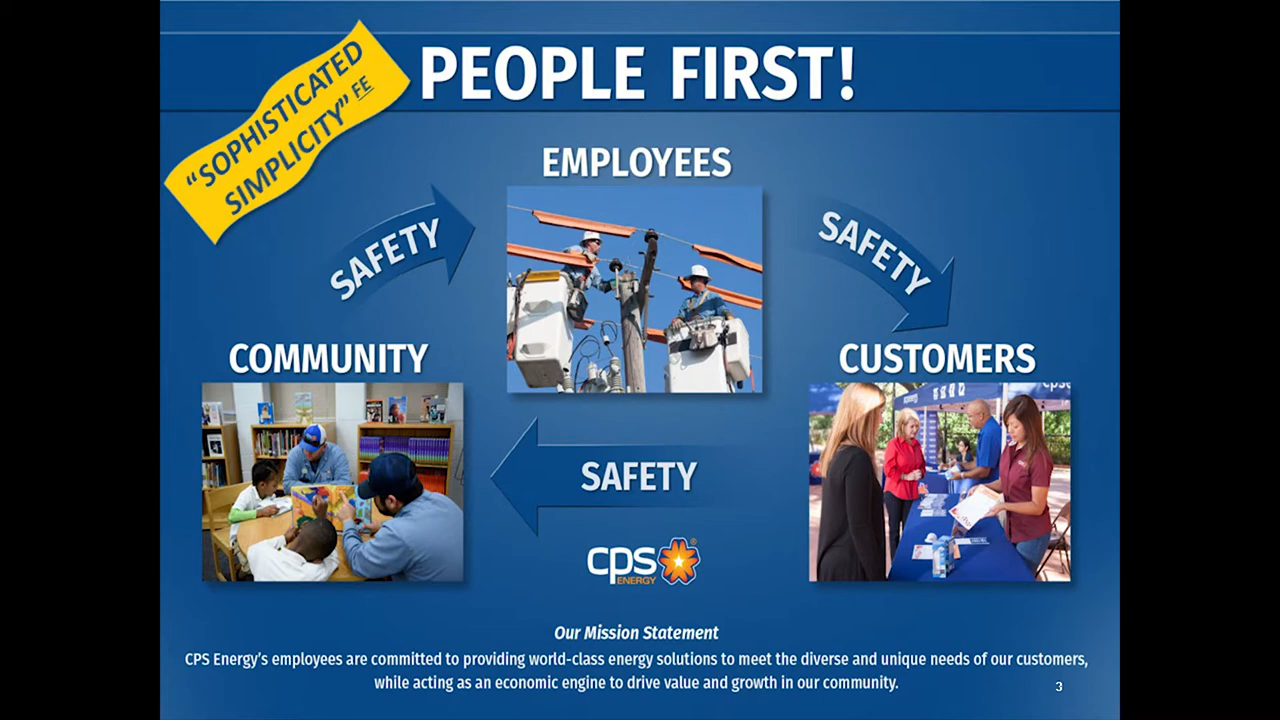 PEOPLE FIRST!
“SOPHISTICATED
SIMPLICITY” FE
EMPLOYEES
SAFETY
SAFETY
COMMUNITY
CUSTOMERS
SAFETY
cps®
ENERGY
Our Mission Statement
CPS Energy’s employees are committed to providing world-class energy solutions to meet the diverse and unique needs of our customers,
while acting as an economic engine to drive value and growth in our community.
3